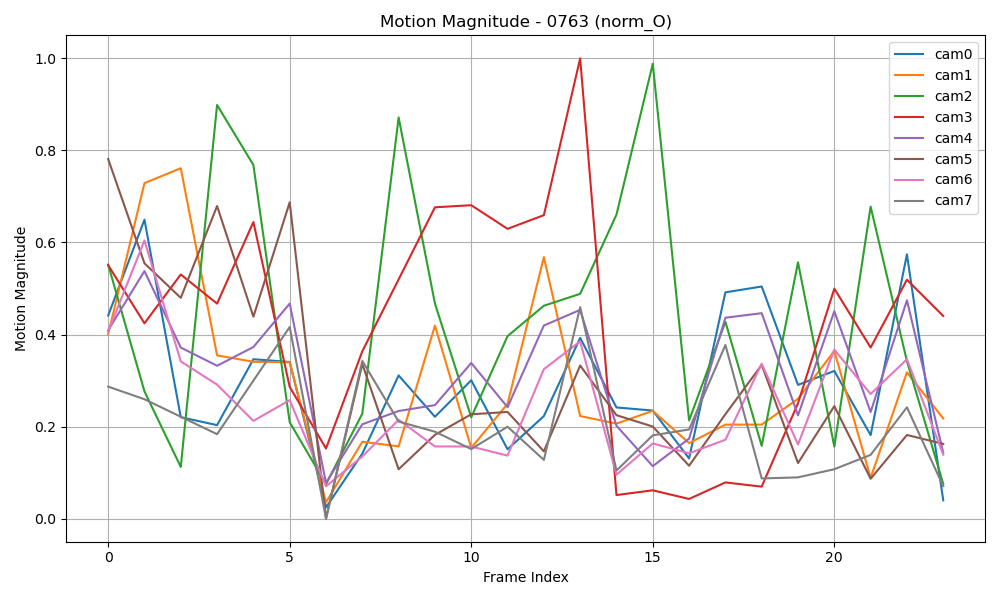 Motion Magnitude - 0763 (norm_O)
Motion Magnitude
1.0
0.8
0.6
0.4
0.2
0.0
0
5
10
15
20
Frame Index
cam0
cam1
cam2
cam3
cam4
cam5
cam6
cam7